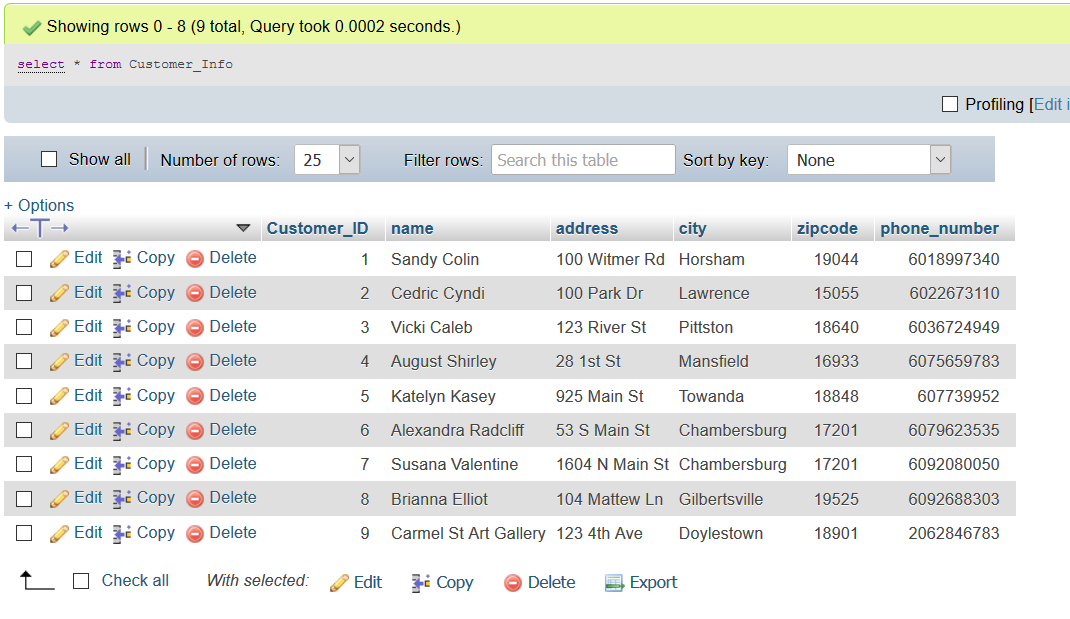 Showing rows 0 - 8 (9 total, Query took 0.0002 seconds.)
select * from Customer_Info
Profiling [Edit i
Show all Number of rows: 25 Filter rows: Search this table Sort by key: None
+ Options
Customer_ID name address city zipcode phone_number
Edit Copy Delete 1 Sandy Colin 100 Witmer Rd Horsham 19044 6018997340
Edit Copy Delete 2 Cedric Cyndi 100 Park Dr Lawrence 15055 6022673110
Edit Copy Delete 3 Vicki Caleb 123 River St Pittston 18640 6036724949
Edit Copy Delete 4 August Shirley 28 1st St Mansfield 16933 6075659783
Edit Copy Delete 5 Katelyn Kasey 925 Main St Towanda 18848 607739952
Edit Copy Delete 6 Alexandra Radcliff 53 S Main St Chambersburg 17201 6079623535
Edit Copy Delete 7 Susana Valentine 1604 N Main St Chambersburg 17201 6092080050
Edit Copy Delete 8 Brianna Elliot 104 Mattew Ln Gilbertsville 19525 6092688303
Edit Copy Delete 9 Carmel St Art Gallery 123 4th Ave Doylestown 18901 2062846783
Check all With selected: Edit Copy Delete Export